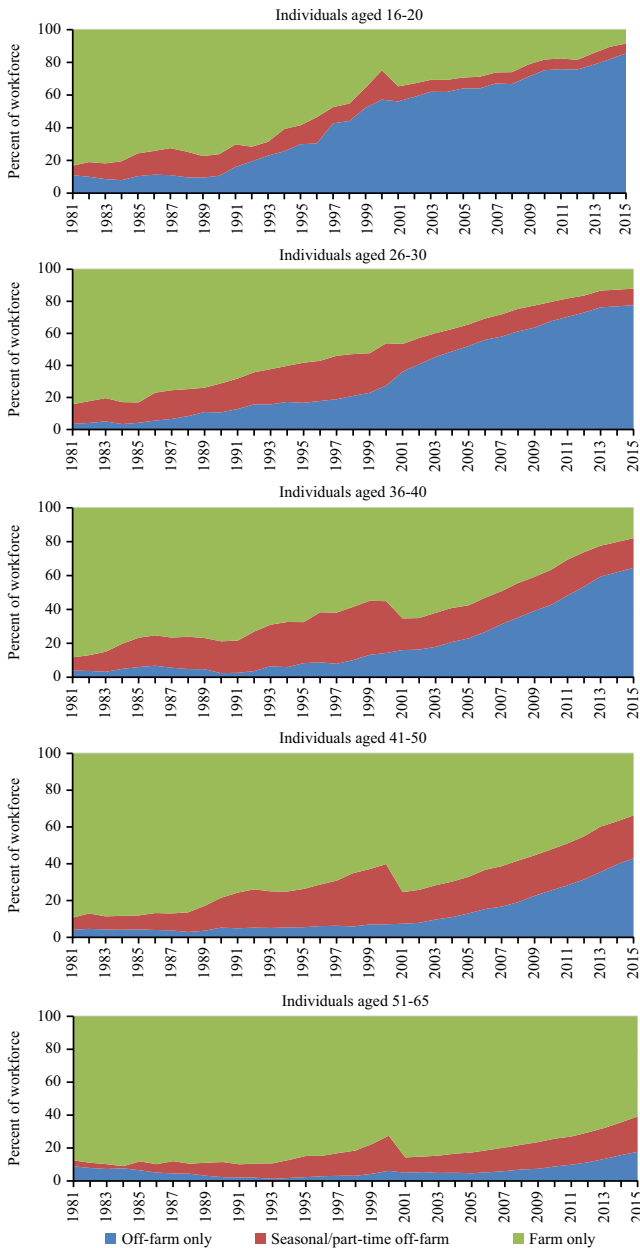 Individuals aged 16-20
Percent of workforce
100
80
60
40
20
0
1981 1983 1985 1987 1989 1991 1993 1995 1997 1999 2001 2003 2005 2007 2009 2011 2013 2015
Individuals aged 26-30
Percent of workforce
100
80
60
40
20
0
1981 1983 1985 1987 1989 1991 1993 1995 1997 1999 2001 2003 2005 2007 2009 2011 2013 2015
Individuals aged 36-40
Percent of workforce
100
80
60
40
20
0
1981 1983 1985 1987 1989 1991 1993 1995 1997 1999 2001 2003 2005 2007 2009 2011 2013 2015
Individuals aged 41-50
Percent of workforce
100
80
60
40
20
0
1981 1983 1985 1987 1989 1991 1993 1995 1997 1999 2001 2003 2005 2007 2009 2011 2013 2015
Individuals aged 51-65
Percent of workforce
100
80
60
40
20
0
1981 1983 1985 1987 1989 1991 1993 1995 1997 1999 2001 2003 2005 2007 2009 2011 2013 2015
Off-farm only Seasonal/part-time off-farm Farm only